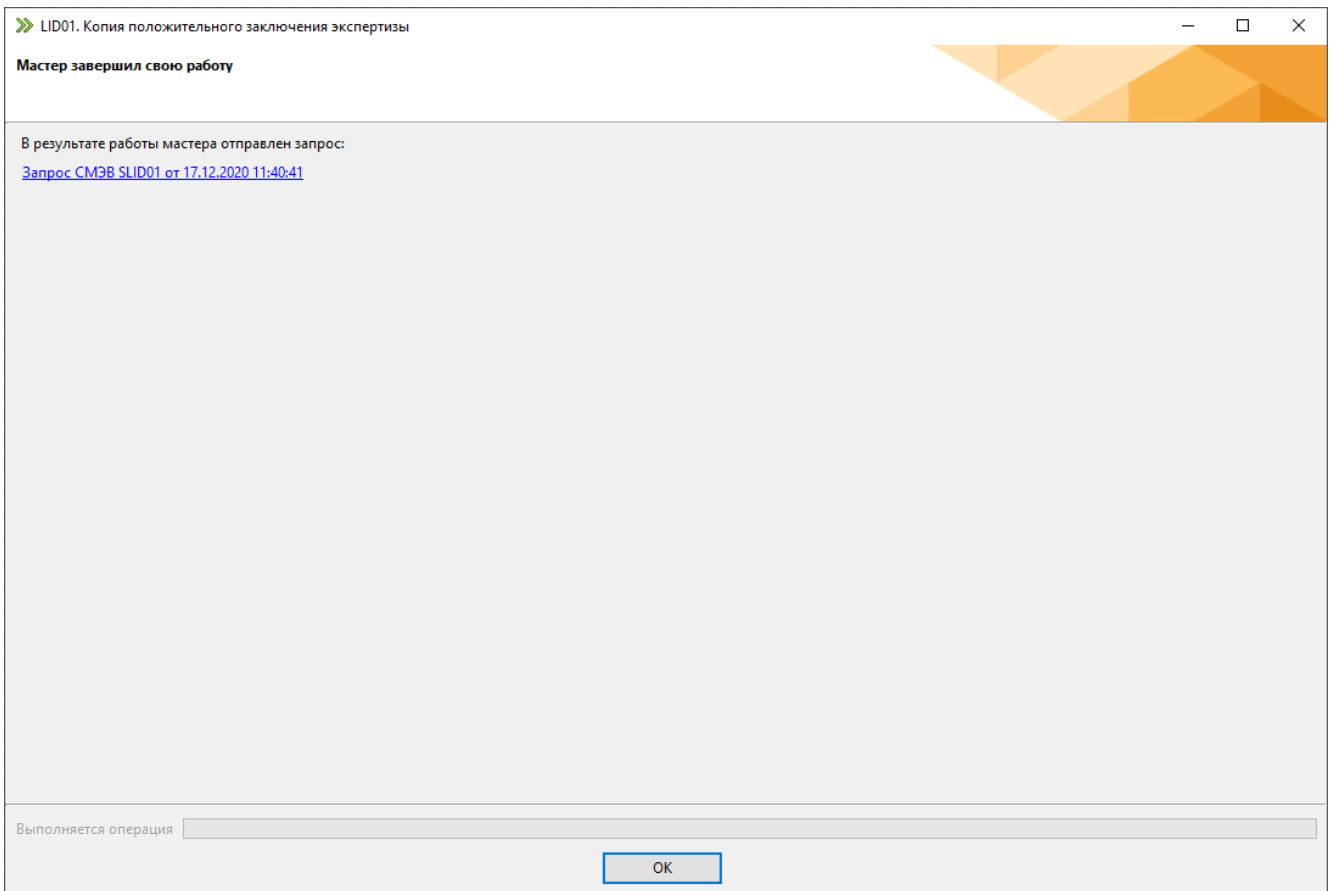 LID01. Копия положительного заключения экспертизы
Мастер завершил свою работу
В результате работы мастера отправлен запрос:
Запрос СМЭВ SLID01 от 17.12.2020 11:40:41
Выполняется операция
ОК